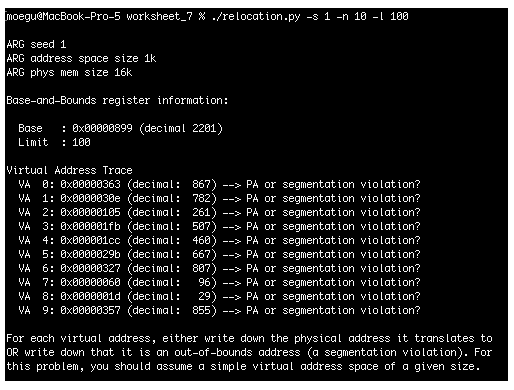 moegu@MacBook-Pro-5 worksheet_7 % ./relocation.py -s 1 -n 10 -l 100
ARG seed 1
ARG address space size 1k
ARG phys mem size 16k
Base-and-Bounds register information:
Base : 0x00000899 (decimal 2201)
Limit : 100
Virtual Address Trace
VA 0: 0x00000363 (decimal: 867) --> PA or segmentation violation?
VA 1: 0x0000030e (decimal: 782) --> PA or segmentation violation?
VA 2: 0x00000105 (decimal: 261) --> PA or segmentation violation?
VA 3: 0x000001fb (decimal: 507) --> PA or segmentation violation?
VA 4: 0x000001cc (decimal: 460) --> PA or segmentation violation?
VA 5: 0x0000029b (decimal: 667) --> PA or segmentation violation?
VA 6: 0x00000327 (decimal: 807) --> PA or segmentation violation?
VA 7: 0x00000060 (decimal: 96) --> PA or segmentation violation?
VA 8: 0x0000001d (decimal: 29) --> PA or segmentation violation?
VA 9: 0x00000357 (decimal: 855) --> PA or segmentation violation?
For each virtual address, either write down the physical address it translates to
OR write down that it is an out-of-bounds address (a segmentation violation). For
this problem, you should assume a simple virtual address space of a given size.